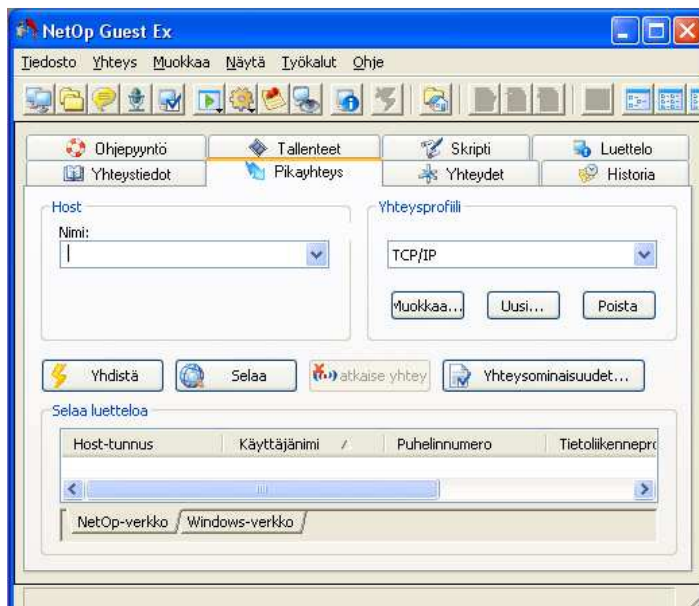 NetOp Guest Ex
Tiedosto Yhteys Muokkaa Näytä Työkalut Ohje
Ohjepyyntö Tallenteet Skripti Luettelo
Yhteystiedot Pikayhteys Yhteydet Historia
Host Yhteysprofiili
Nimi:
TCP/IP
Muokkaa... Uusi... Poista
Yhdistä Selaa atkaise yhtey Yhteysominaisuudet...
Selaa luetteloa
Host-tunnus Käyttäjänimi Puhelinnumero Tietoliikennepro
NetOp-verkko Windows-verkko